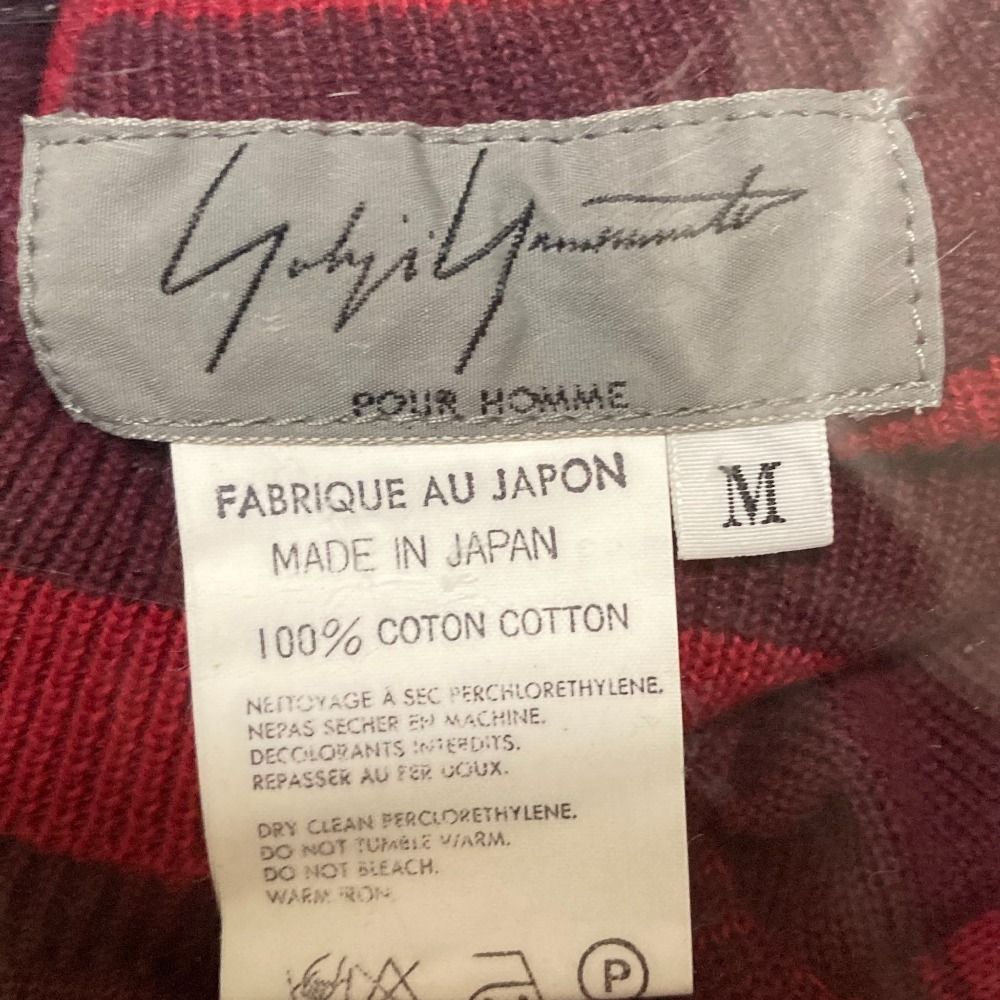 Yohji Yamamoto
POUR HOMME
M
FABRIQUE AU JAPON
MADE IN JAPAN
100% COTON COTTON
NETTOYAGE À SEC PERCHLORETHYLENE.
NEPAS SECHER EN MACHINE.
DECOLORANTS INTERDITS.
REPASSER AU FER DOUX.
DRY CLEAN PERCLORETHYLENE.
DO NOT TUMBLE WARM.
DO NOT BLEACH.
WARM IRON.
P